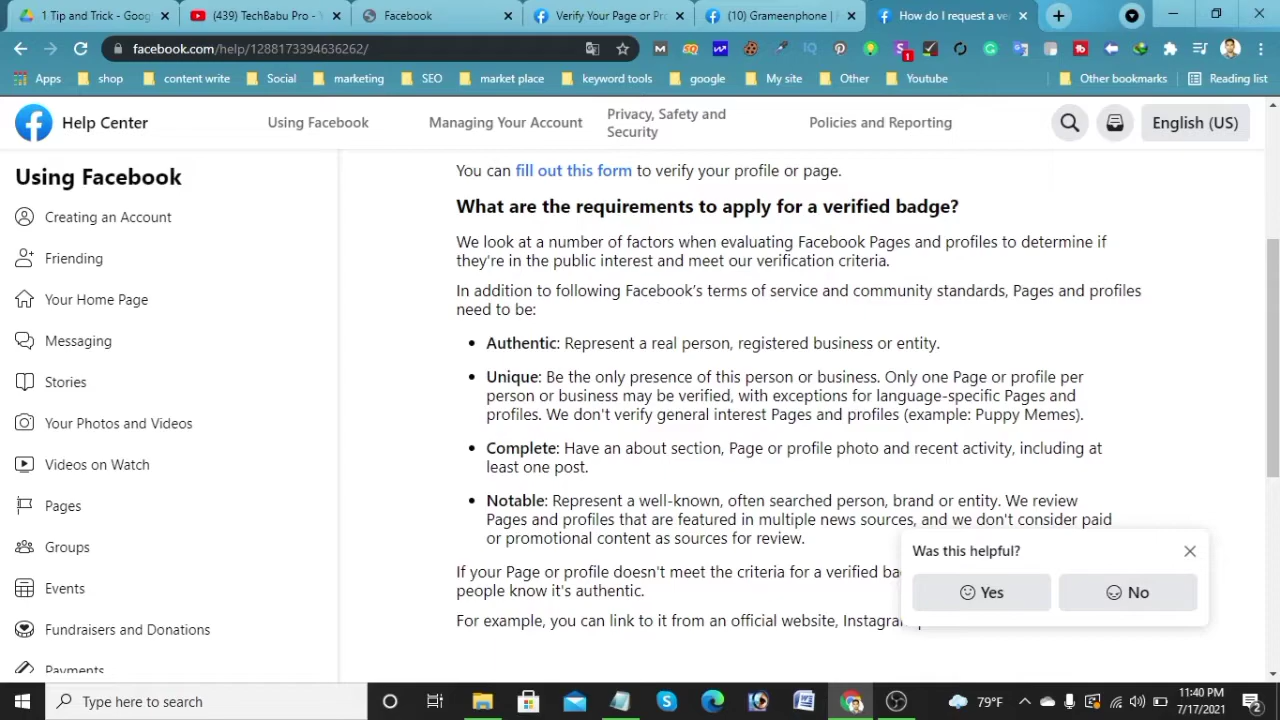 1 Tip and Trick - Goog
(439) TechBabu Pro -
Facebook
Verify Your Page or Pro
(10) Grameenphone |
How do I request a ver
facebook.com/help/1288173394636262/
Apps
shop
content write
Social
marketing
SEO
market place
keyword tools
google
My site
Other
Youtube
Other bookmarks
Reading list
Help Center
Using Facebook
Managing Your Account
Privacy, Safety and
Security
Policies and Reporting
English (US)
Using Facebook
Creating an Account
Friending
Your Home Page
Messaging
Stories
Your Photos and Videos
Videos on Watch
Pages
Groups
Events
Fundraisers and Donations
Payments
You can fill out this form to verify your profile or page.
What are the requirements to apply for a verified badge?
We look at a number of factors when evaluating Facebook Pages and profiles to determine if
they're in the public interest and meet our verification criteria.
In addition to following Facebook’s terms of service and community standards, Pages and profiles
need to be:
• Authentic: Represent a real person, registered business or entity.
• Unique: Be the only presence of this person or business. Only one Page or profile per
person or business may be verified, with exceptions for language-specific Pages and
profiles. We don't verify general interest Pages and profiles (example: Puppy Memes).
• Complete: Have an about section, Page or profile photo and recent activity, including at
least one post.
• Notable: Represent a well-known, often searched person, brand or entity. We review
Pages and profiles that are featured in multiple news sources, and we don't consider paid
or promotional content as sources for review.
If your Page or profile doesn't meet the criteria for a verified ba
people know it's authentic.
For example, you can link to it from an official website, Instagra
Was this helpful?
Yes
No
Type here to search
79°F
11:40 PM
7/17/2021
2